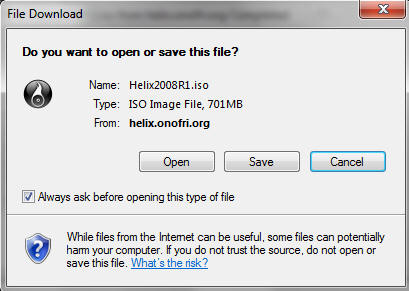 File Download
Do you want to open or save this file?
Name: Helix2008R1.iso
Type: ISO Image File, 701MB
From: helix.onofri.org
Open Save Cancel
Always ask before opening this type of file
While files from the Internet can be useful, some files can potentially
harm your computer. If you do not trust the source, do not open or
save this file. What's the risk?